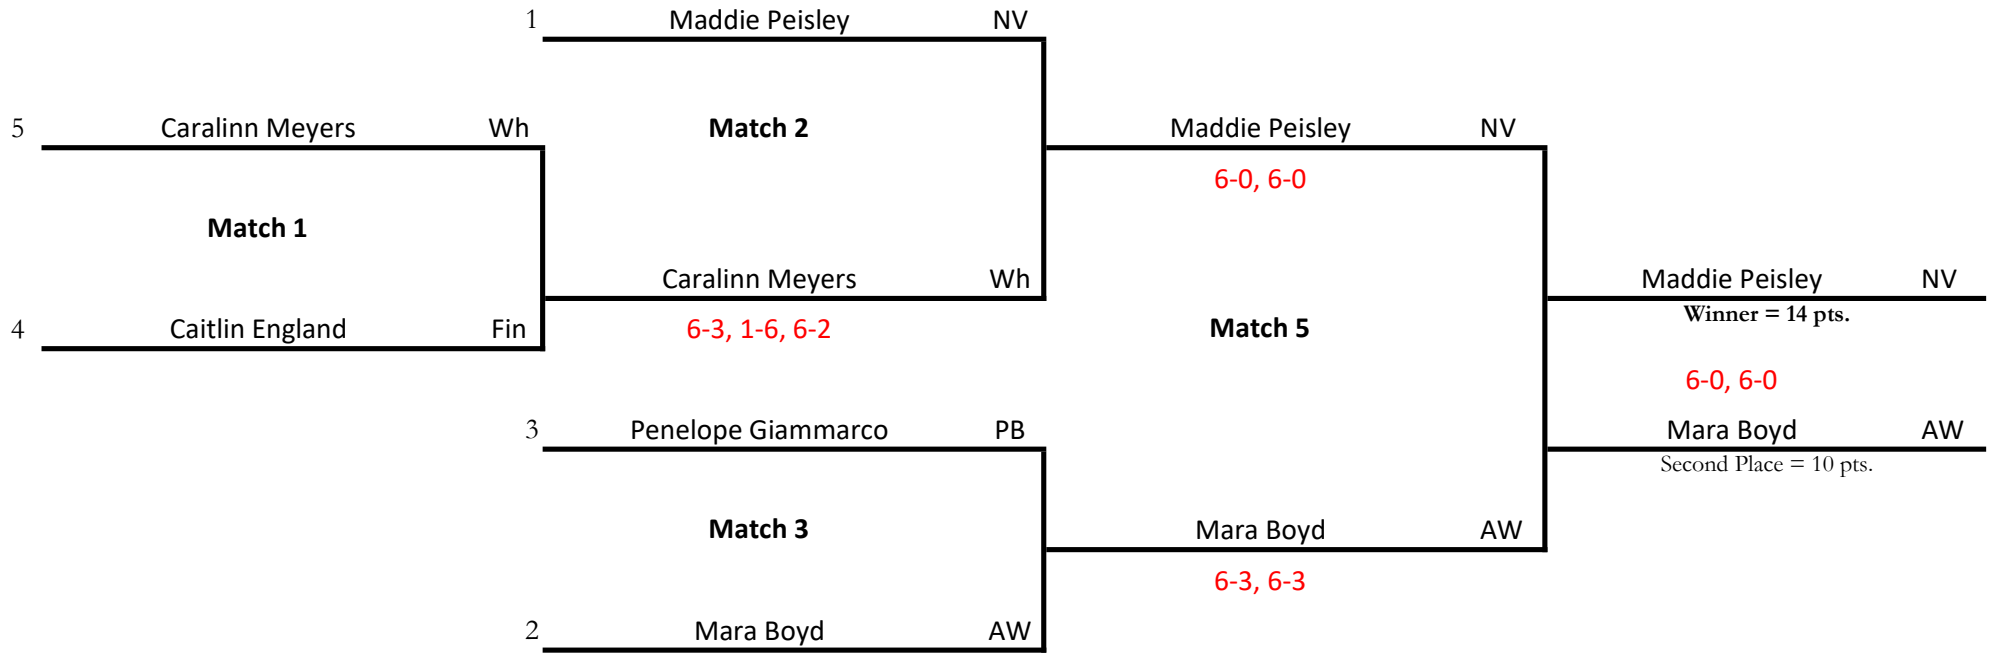 1 Maddie Peisley NV
5 Caralinn Meyers Wh Match 2 Maddie Peisley NV
6-0, 6-0
Match 1
Caralinn Meyers Wh Maddie Peisley NV
Winner = 14 pts.
4 Caitlin England Fin 6-3, 1-6, 6-2 Match 5
6-0, 6-0
3 Penelope Giammarco PB Mara Boyd AW
Second Place = 10 pts.
Match 3 Mara Boyd AW
6-3, 6-3
2 Mara Boyd AW